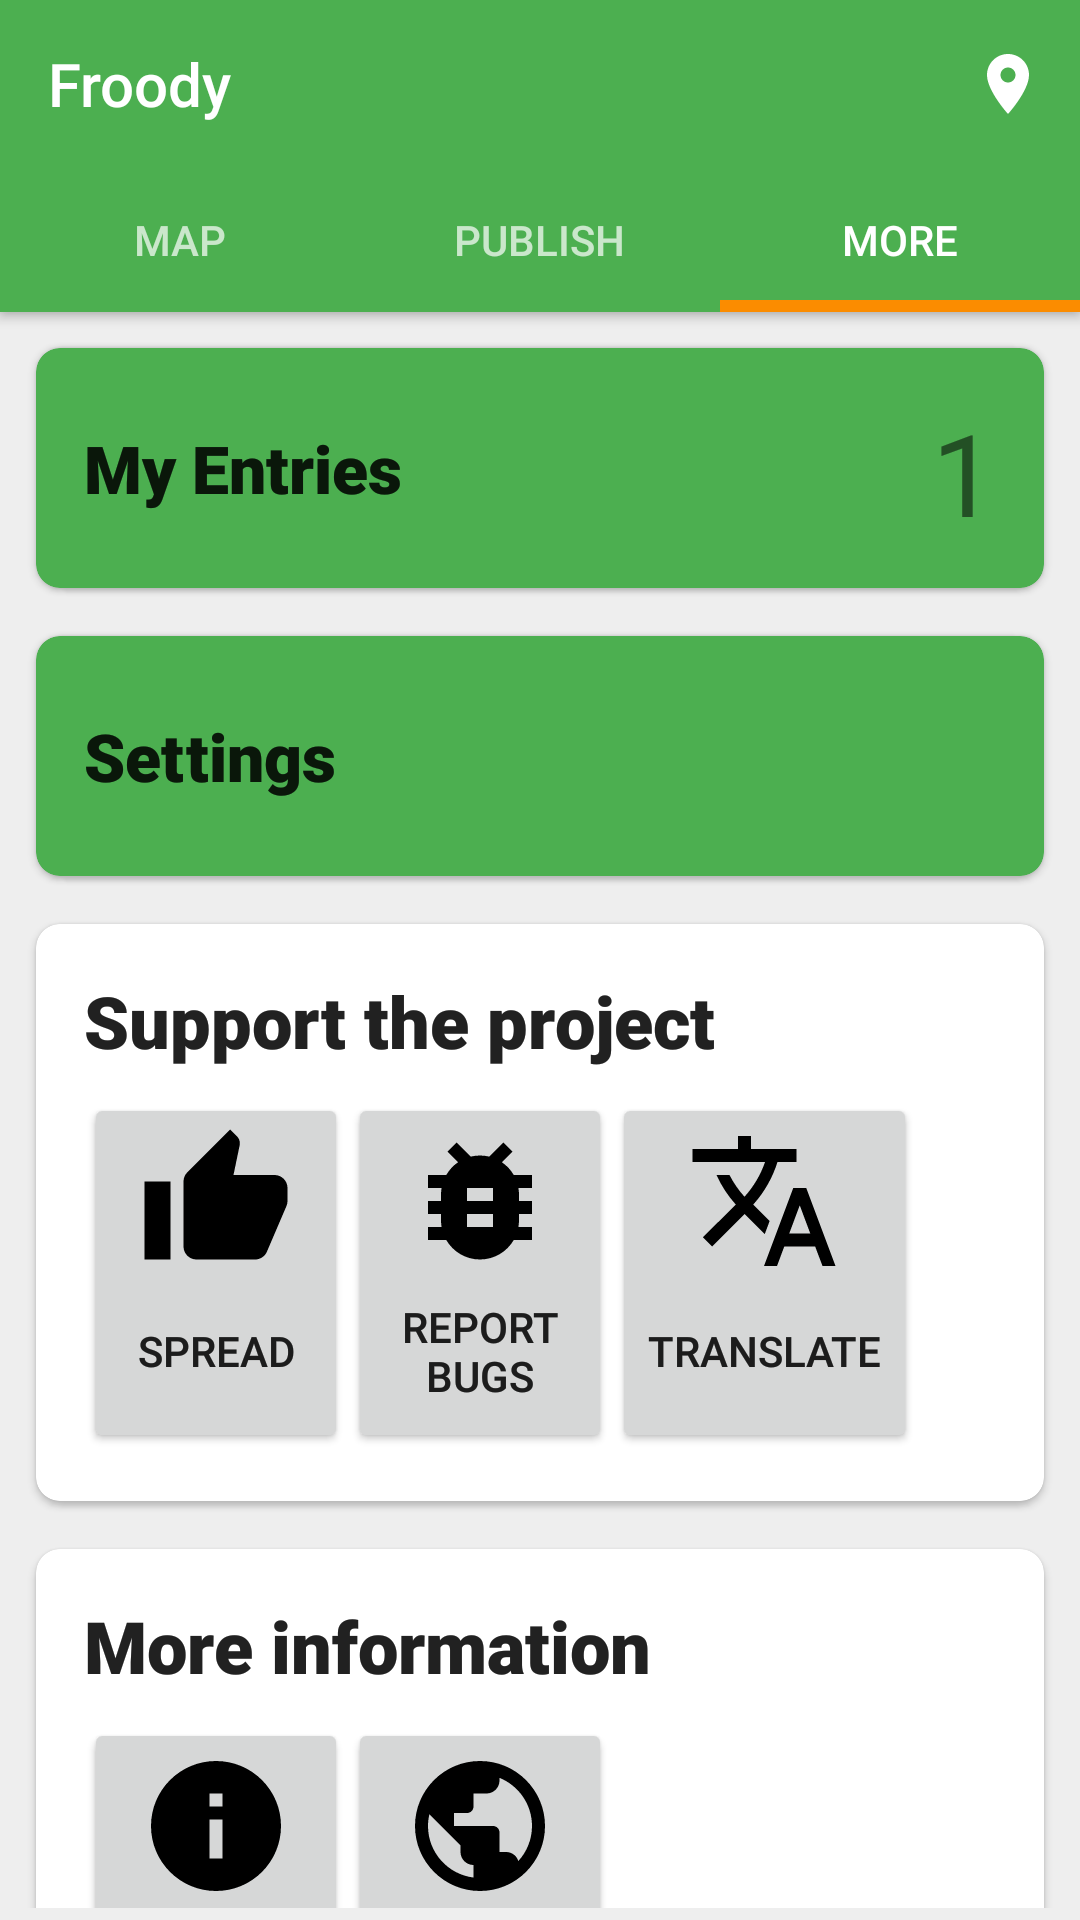 Froody
MAP PUBLISH MORE
My Entries 1
Settings
Support the project
SPREAD
REPORT
BUGS
TRANSLATE
More information